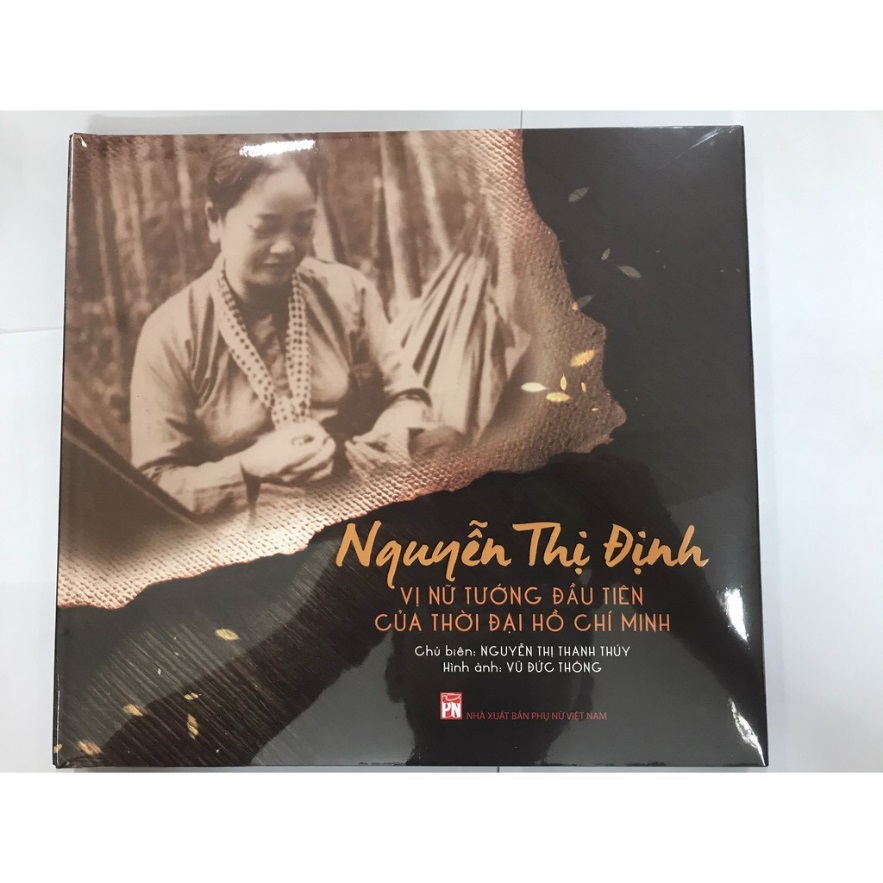 Nguyễn Thị Định
VỊ NỮ TƯỚNG ĐẦU TIÊN
CỦA THỜI ĐẠI HỒ CHÍ MINH
Chủ biên: NGUYỄN THỊ THANH THÚY
Hình ảnh: VŨ ĐỨC THÔNG
PN NHÀ XUẤT BẢN PHỤ NỮ VIỆT NAM